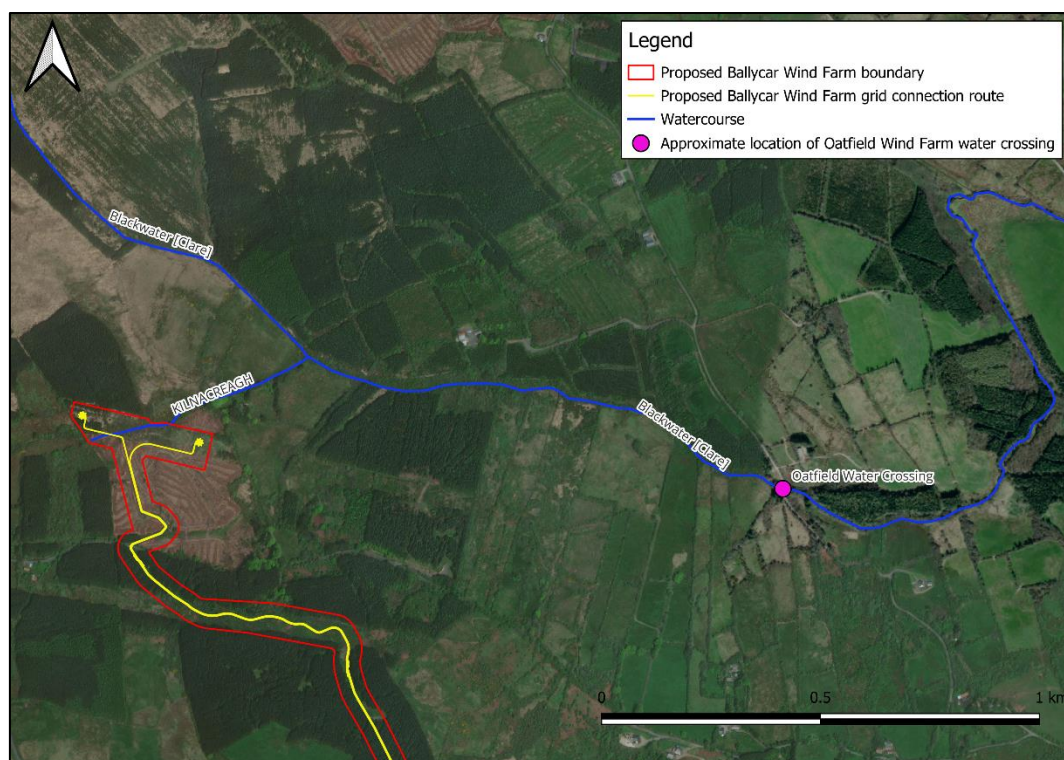 Legend
Proposed Ballycar Wind Farm boundary
Proposed Ballycar Wind Farm grid connection route
Watercourse
Approximate location of Oatfield Wind Farm water crossing
Blackwater [Clare]
KILNACREAGH
Blackwater [Clare]
Oatfield Water Crossing
0 0.5 1 km